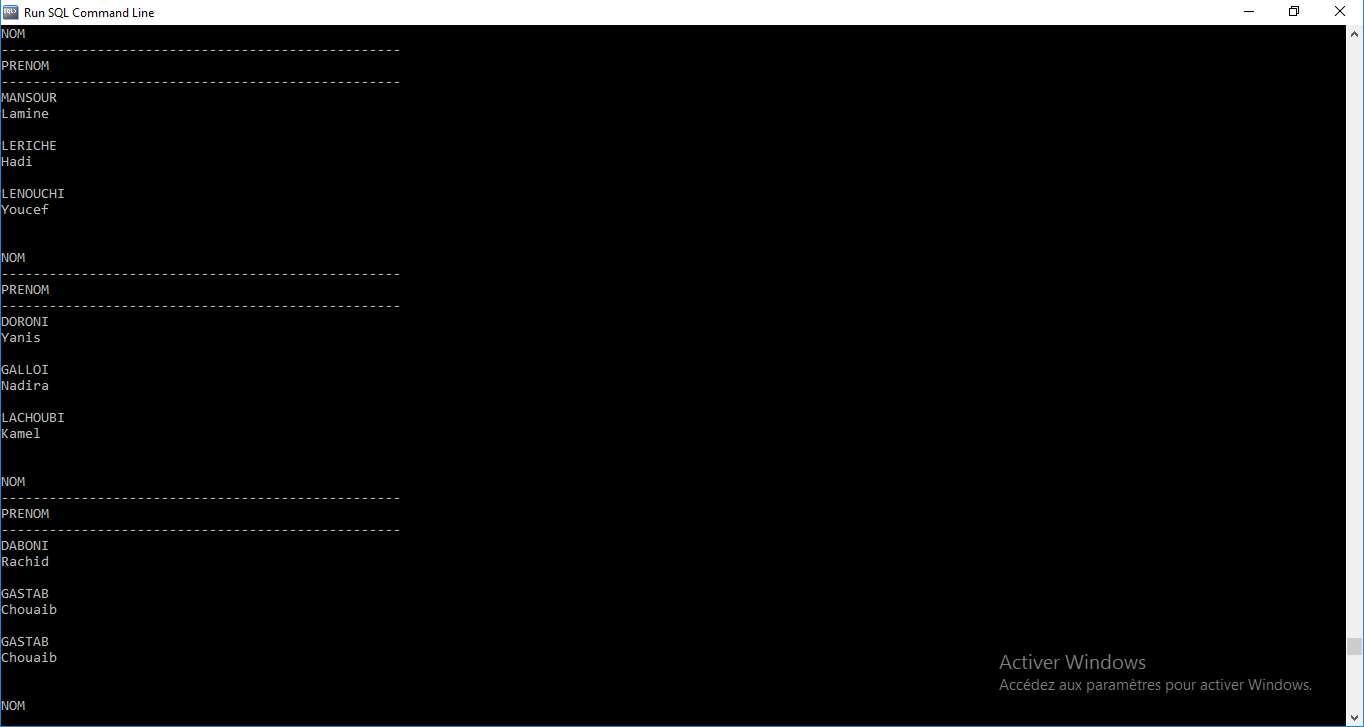 Run SQL Command Line
NOM
--------------------------------------------------
PRENOM
--------------------------------------------------
MANSOUR
Lamine
LERICHE
Hadi
LENOUCHI
Youcef
NOM
--------------------------------------------------
PRENOM
--------------------------------------------------
DORONI
Yanis
GALLOI
Nadira
LACHOUBI
Kamel
NOM
--------------------------------------------------
PRENOM
--------------------------------------------------
DABONI
Rachid
GASTAB
Chouaib
GASTAB
Chouaib
NOM
Activer Windows
Accédez aux paramètres pour activer Windows.